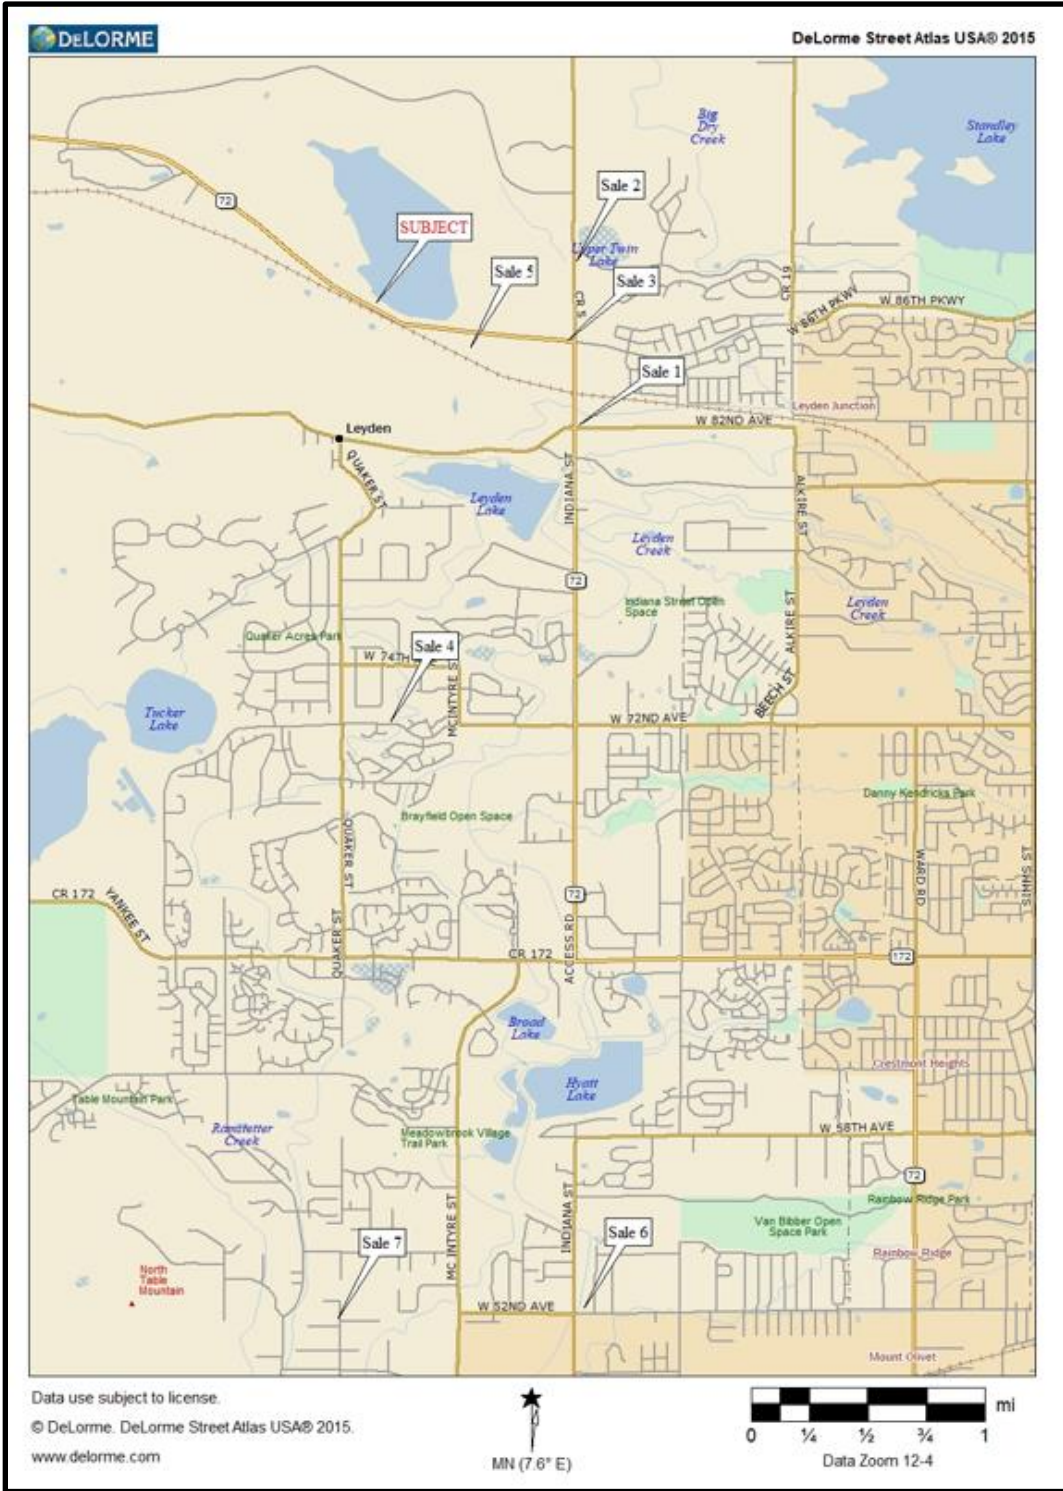 DELORME
DeLorme Street Atlas USA® 2015
Big
Dry
Creek
Standley
Lake
Sale 2
72
SUBJECT
Upper Twin
Lake
Sale 5
Sale 3
CR 19
CR 5
W 86TH PKWY
W 86TH PKWY
Sale 1
Leyden Junction
W 82ND AVE
Leyden
QUAKER ST
INDIANA ST
Leyden
Lake
ALKIRE ST
Leyden
Creek
72
Indiana Street Open
Space
ALKIRE ST
Leyden
Creek
Quaker Acres Park
Sale 4
W 74TH
MCINTYRE ST
BEECH ST
Tucker
Lake
W 72ND AVE
Danny Kendricks Park
Brayfield Open Space
QUAKER ST
WARD RD
SIMMS ST
CR 172
YANKEE ST
72
QUAKER ST
ACCESS RD
CR 172
172
Broad
Lake
Crestmont Heights
Hyatt
Lake
Table Mountain Park
Ramstetter
Creek
Meadowbrook Village
Trail Park
W 58TH AVE
72
MC INTYRE ST
INDIANA ST
Rainbow Ridge Park
Van Bibber Open
Space Park
Sale 7
Sale 6
Rainbow Ridge
North
Table
Mountain
W 52ND AVE
Mount Olivet
Data use subject to license.
© DeLorme. DeLorme Street Atlas USA® 2015.
www.delorme.com
MN (7.6° E)
mi
0 ¼ ½ ¾ 1
Data Zoom 12-4